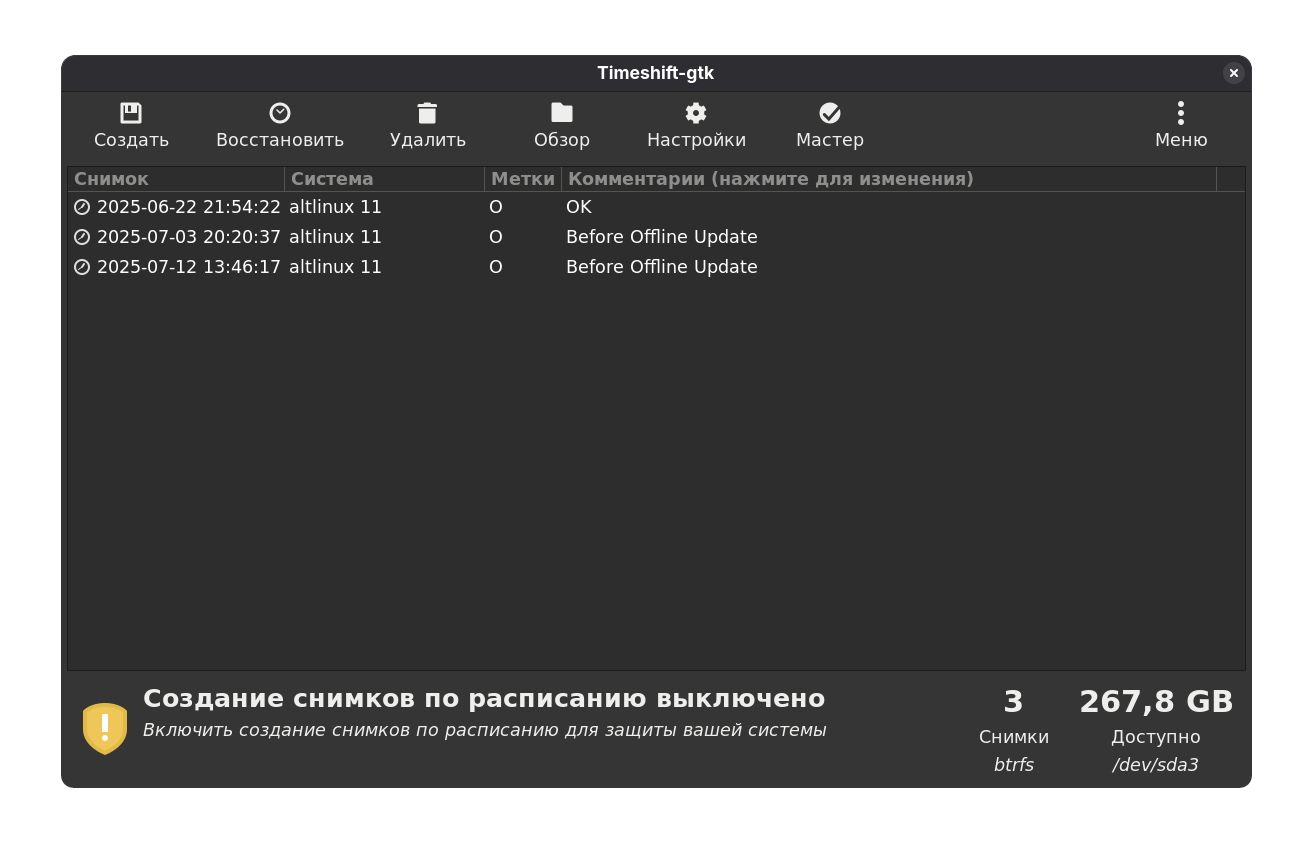 Timeshift-gtk
Создать Восстановить Удалить Обзор Настройки Мастер Меню
Снимок Система Метки Комментарии (нажмите для изменения)
2025-06-22 21:54:22 altlinux 11 O OK
2025-07-03 20:20:37 altlinux 11 O Before Offline Update
2025-07-12 13:46:17 altlinux 11 O Before Offline Update
Создание снимков по расписанию выключено
Включить создание снимков по расписанию для защиты вашей системы
3 267,8 GB
Снимки Доступно
btrfs /dev/sda3